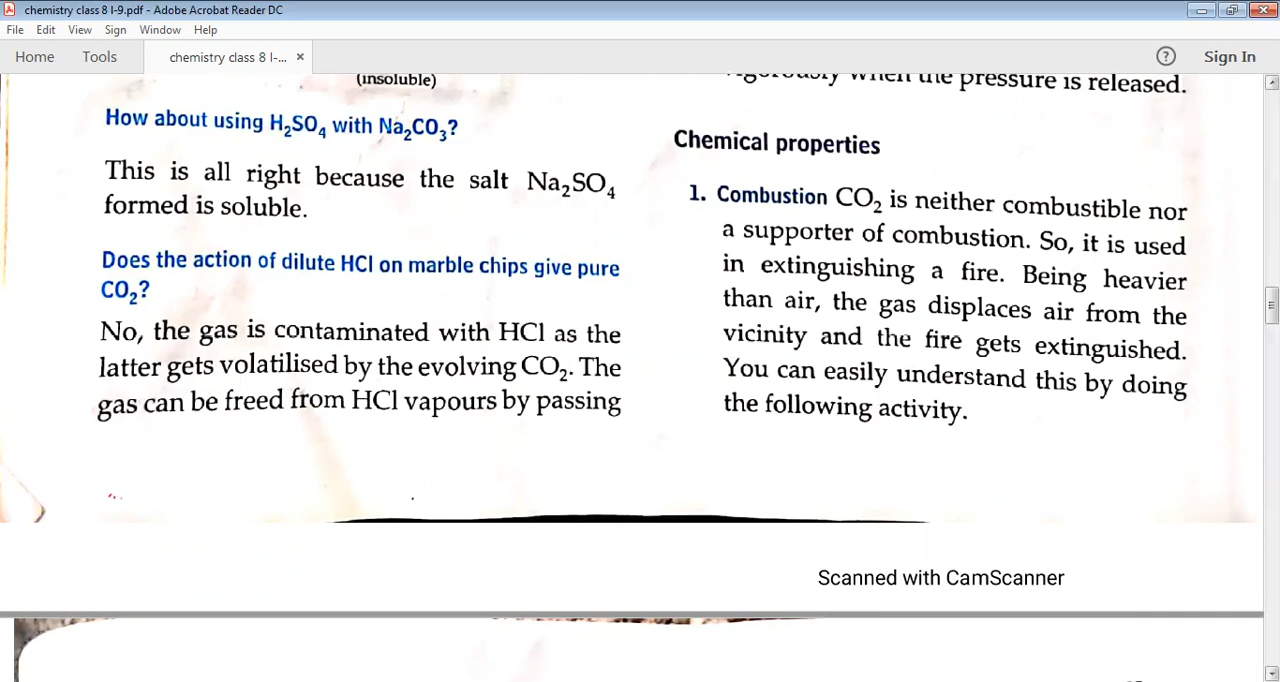 chemistry class 8 l-9.pdf - Adobe Acrobat Reader DC
File Edit View Sign Window Help
Home Tools chemistry class 8 l-... × ? Sign In
(insoluble)
How about using H₂SO₄ with Na₂CO₃?
This is all right because the salt Na₂SO₄
formed is soluble.
Does the action of dilute HCl on marble chips give pure
CO₂?
No, the gas is contaminated with HCl as the
latter gets volatilised by the evolving CO₂. The
gas can be freed from HCl vapours by passing
when the pressure is released.
Chemical properties
1. Combustion CO₂ is neither combustible nor
a supporter of combustion. So, it is used
in extinguishing a fire. Being heavier
than air, the gas displaces air from the
vicinity and the fire gets extinguished.
You can easily understand this by doing
the following activity.
Scanned with CamScanner